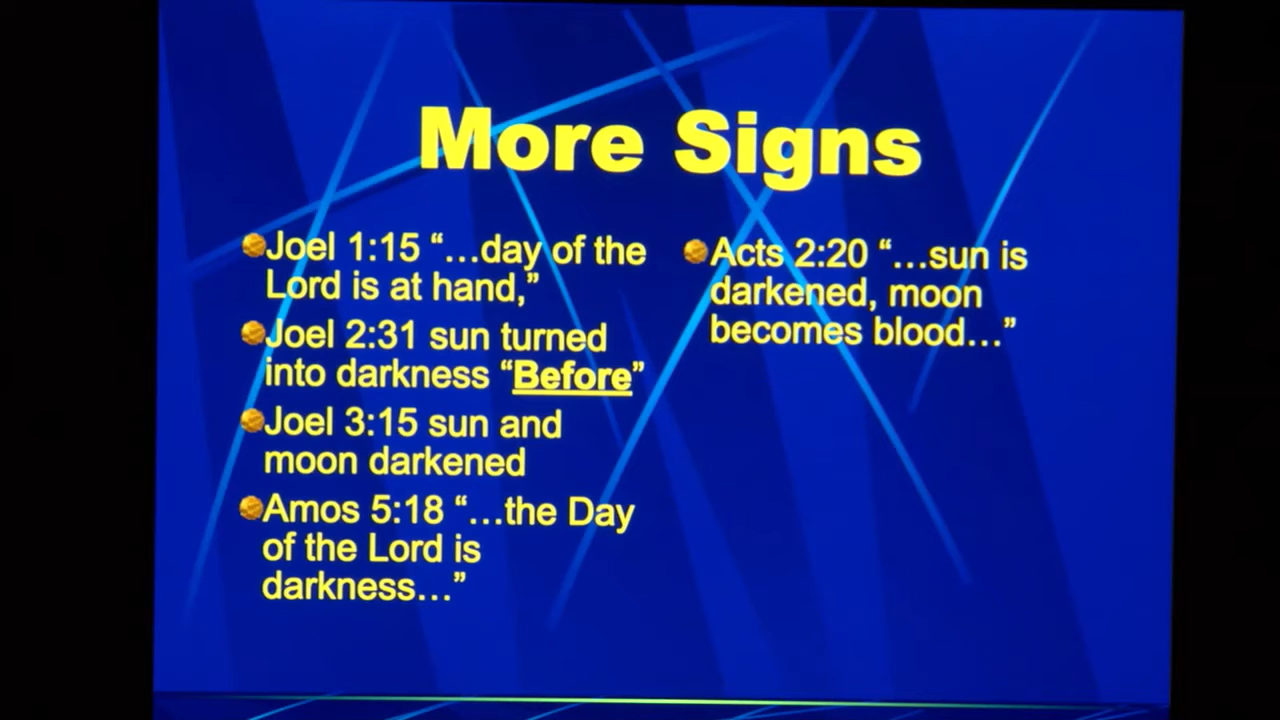 More Signs
Joel 1:15 “…day of the
Lord is at hand,”
Joel 2:31 sun turned
into darkness “Before”
Joel 3:15 sun and
moon darkened
Amos 5:18 “…the Day
of the Lord is
darkness…”
Acts 2:20 “…sun is
darkened, moon
becomes blood…”